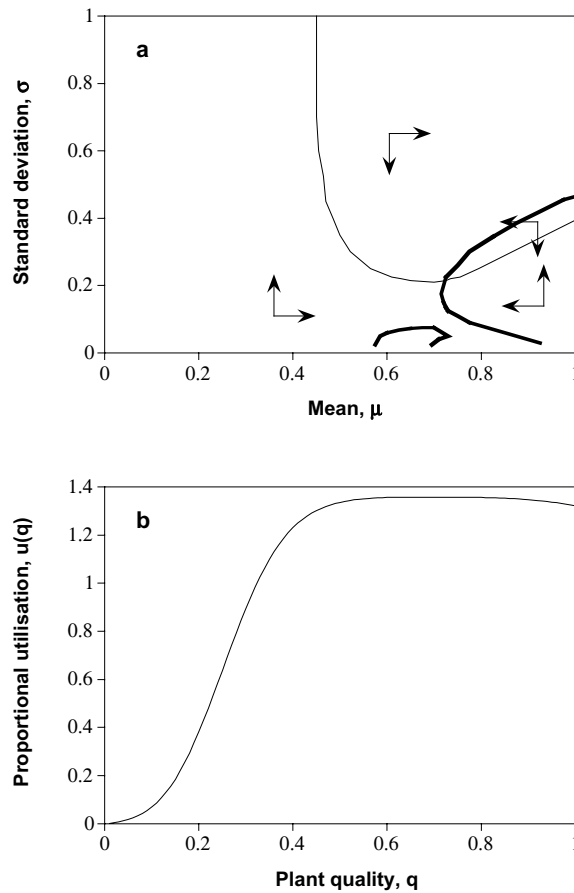 a
Standard deviation, σ
1
0.8
0.6
0.4
0.2
0
0 0.2 0.4 0.6 0.8 1
Mean, μ
b
Proportional utilisation, u(q)
1.4
1.2
1
0.8
0.6
0.4
0.2
0
0 0.2 0.4 0.6 0.8 1
Plant quality, q